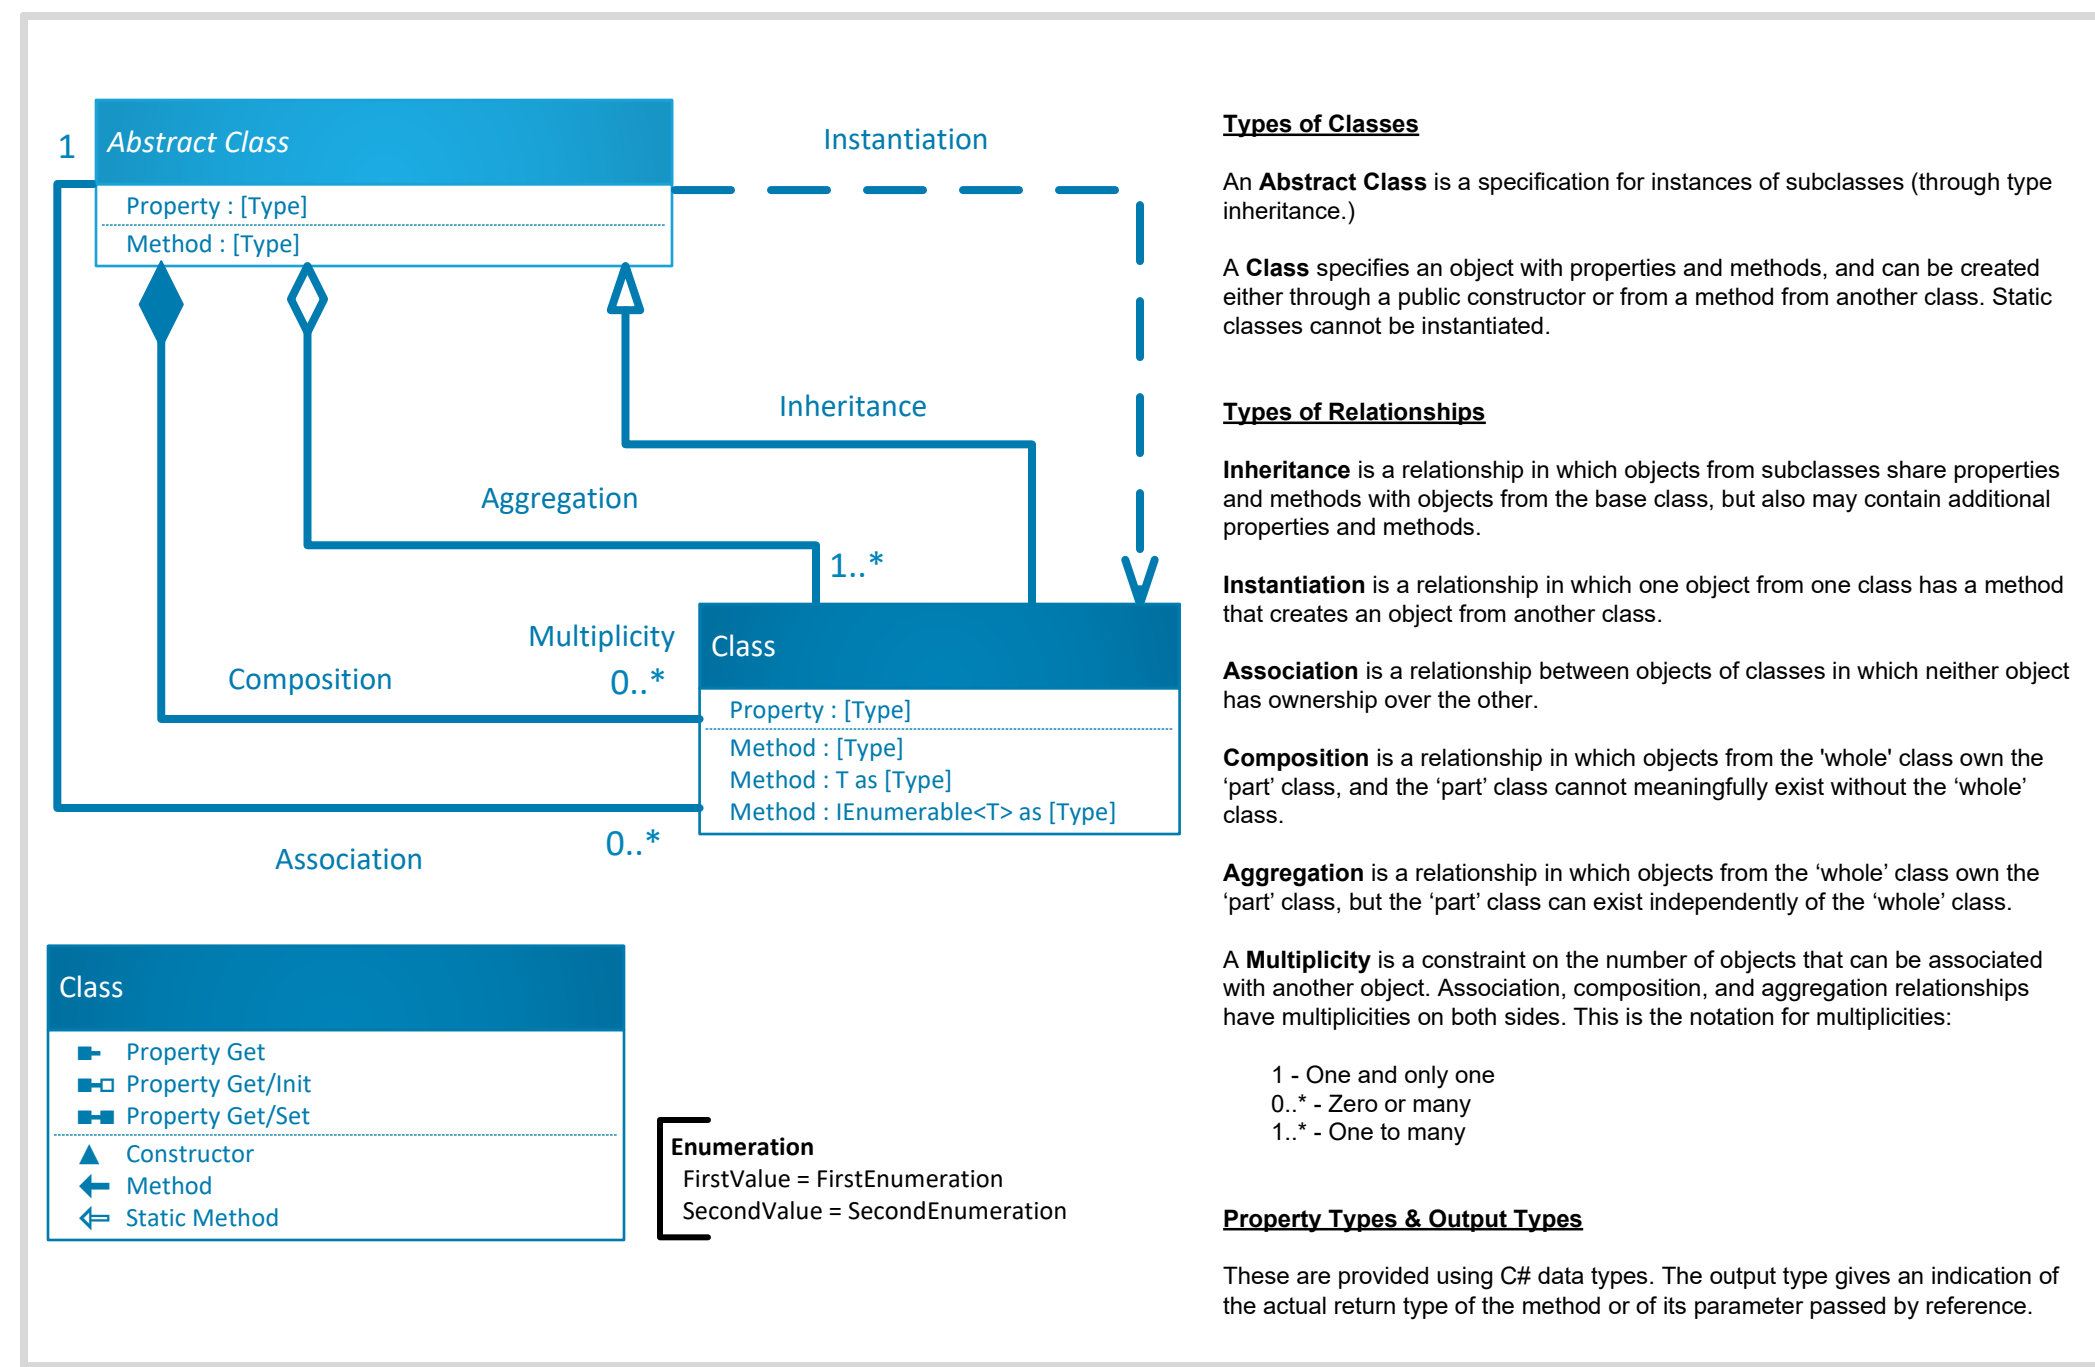 1
Abstract Class
Property : [Type]
Method : [Type]
Instantiation
Inheritance
Aggregation
1..*
Multiplicity
0..*
Composition
Class
Property : [Type]
Method : [Type]
Method : T as [Type]
Method : IEnumerable<T> as [Type]
0..*
Association
Class
Property Get
Property Get/Init
Property Get/Set
Constructor
Method
Static Method
Enumeration
FirstValue = FirstEnumeration
SecondValue = SecondEnumeration
Types of Classes
An Abstract Class is a specification for instances of subclasses (through type
inheritance.)
A Class specifies an object with properties and methods, and can be created
either through a public constructor or from a method from another class. Static
classes cannot be instantiated.
Types of Relationships
Inheritance is a relationship in which objects from subclasses share properties
and methods with objects from the base class, but also may contain additional
properties and methods.
Instantiation is a relationship in which one object from one class has a method
that creates an object from another class.
Association is a relationship between objects of classes in which neither object
has ownership over the other.
Composition is a relationship in which objects from the 'whole' class own the
‘part’ class, and the ‘part’ class cannot meaningfully exist without the ‘whole’
class.
Aggregation is a relationship in which objects from the ‘whole’ class own the
‘part’ class, but the ‘part’ class can exist independently of the ‘whole’ class.
A Multiplicity is a constraint on the number of objects that can be associated
with another object. Association, composition, and aggregation relationships
have multiplicities on both sides. This is the notation for multiplicities:
1 - One and only one
0..* - Zero or many
1..* - One to many
Property Types & Output Types
These are provided using C# data types. The output type gives an indication of
the actual return type of the method or of its parameter passed by reference.